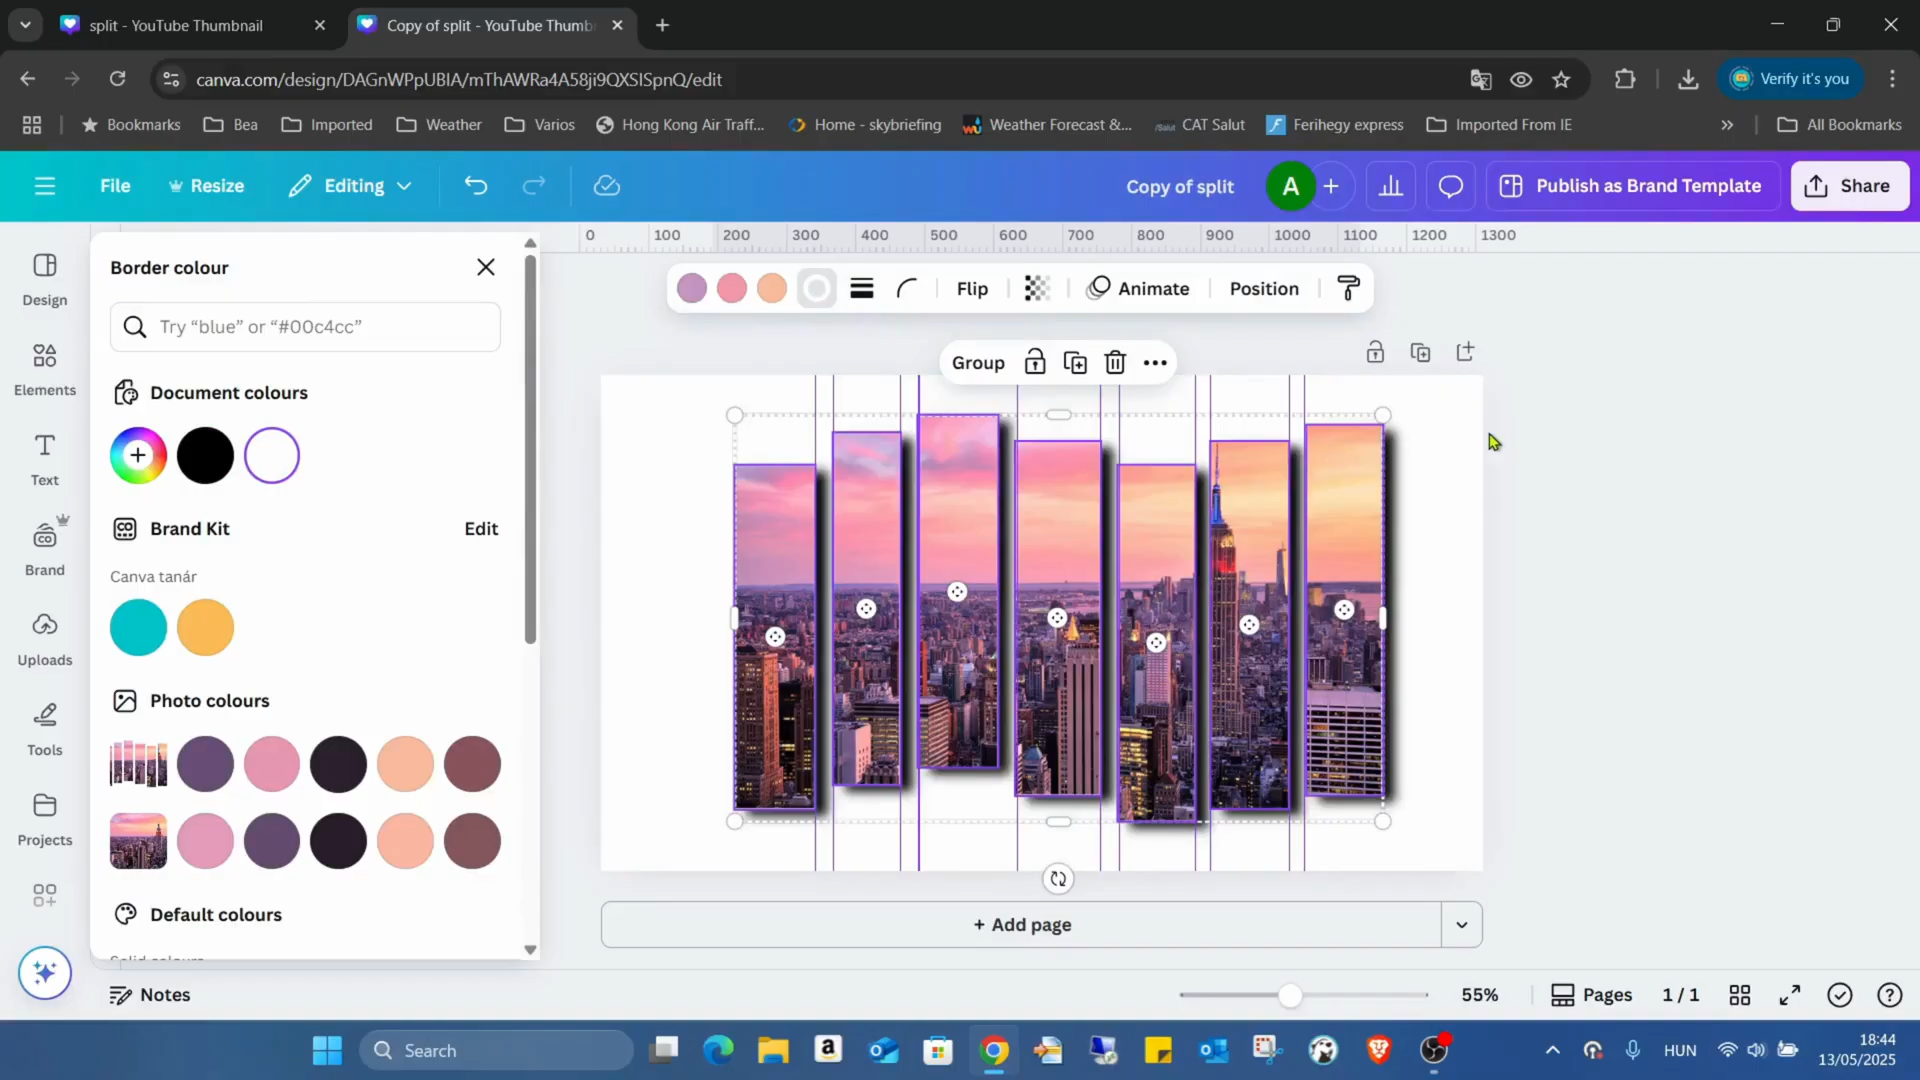 split - YouTube Thumbnail
Copy of split - YouTube Thumb
canva.com/design/DAGnWPpUBIA/mThAWRa4A58ji9QXSISpnQ/edit
Verify it's you
Bookmarks
Bea
Imported
Weather
Varios
Hong Kong Air Traff...
Home - skybriefing
Weather Forecast &...
CAT Salut
Ferihegy express
Imported From IE
All Bookmarks
File
Resize
Editing
Copy of split
A
Publish as Brand Template
Share
0 100 200 300 400 500 600 700 800 900 1000 1100 1200 1300
Design
Elements
Text
Brand
Uploads
Tools
Projects
Border colour
Try “blue” or “#00c4cc”
Document colours
Brand Kit
Edit
Canva tanár
Photo colours
Default colours
Solid colours
Flip
Animate
Position
Group
+ Add page
Notes
55%
Pages
1 / 1
Search
HUN
18:44
13/05/2025